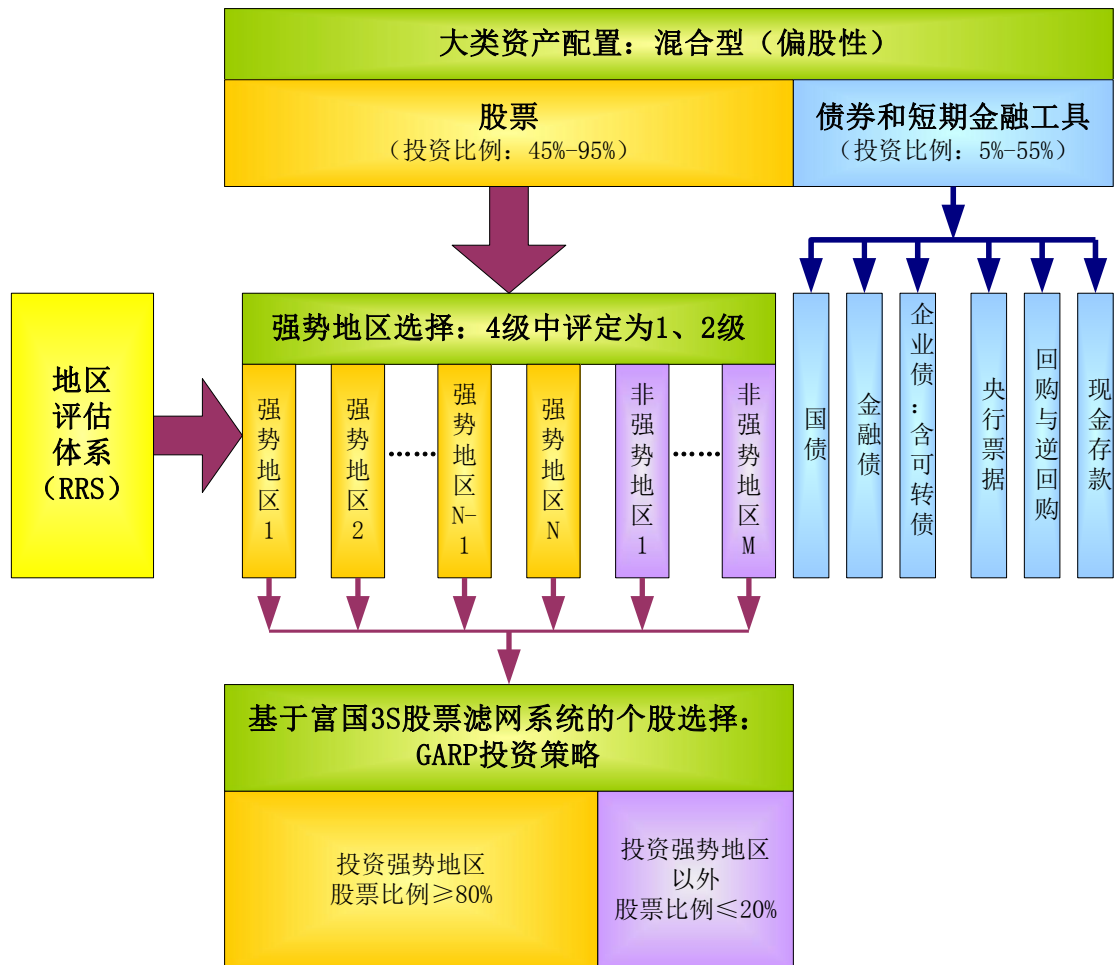 大类资产配置：混合型（偏股性）
股票
（投资比例：45%-95%）
债券和短期金融工具
（投资比例：5%-55%）
地区
评估
体系
（RRS）
强势地区选择：4级中评定为1、2级
强势地区1
强势地区2
……
强势地区N-1
强势地区N
非强势地区1
……
非强势地区M
国债
金融债
企业债：含可转债
央行票据
回购与逆回购
现金存款
基于富国3S股票滤网系统的个股选择：
GARP投资策略
投资强势地区
股票比例≥80%
投资强势地区
以外
股票比例≤20%